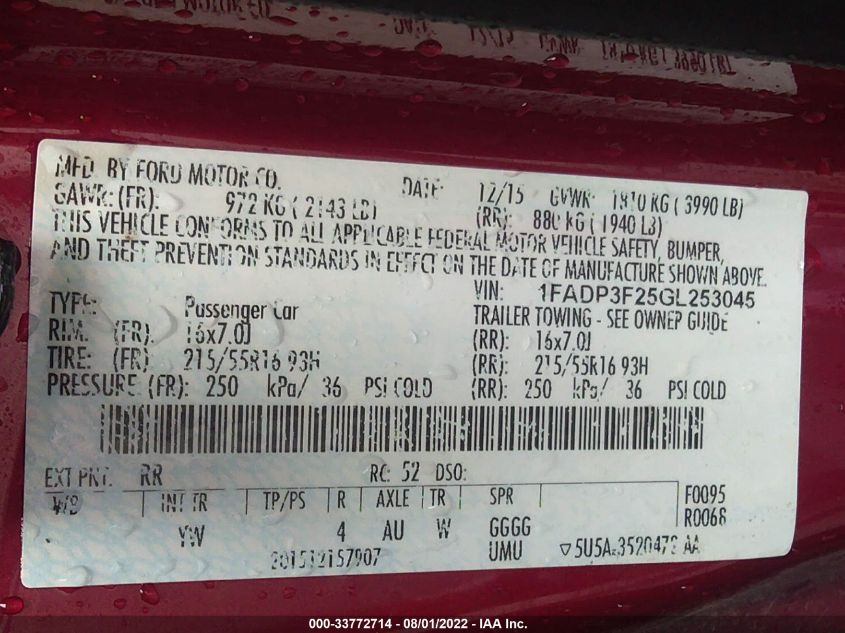 MFD. BY FORD MOTOR CO. DATE: 12/15 GVWR: 1810 KG ( 3990 LB)
GAWR: (FR): 972 KG ( 2143 LB) (RR): 880 KG ( 1940 LB)
THIS VEHICLE CONFORMS TO ALL APPLICABLE FEDERAL MOTOR VEHICLE SAFETY, BUMPER,
AND THEFT PREVENTION STANDARDS IN EFFECT ON THE DATE OF MANUFACTURE SHOWN ABOVE.
VIN: 1FADP3F25GL253045
TYPE: Passenger Car TRAILER TOWING - SEE OWNER GUIDE
RIM: (FR): 16x7.0J (RR): 16x7.0J
TIRE: (FR): 215/55R16 93H (RR): 215/55R16 93H
PRESSURE (FR): 250 kPa/ 36 PSI COLD (RR): 250 kPa/ 36 PSI COLD
EXT PNT: RR RC: 52 DSO:
WB INT TR TP/PS R AXLE TR SPR F0095
R0068
YW 4 AU W GGGG
UMU
201512157907 ▽5U5A-3520472-AA
000-33772714 - 08/01/2022 - IAA Inc.